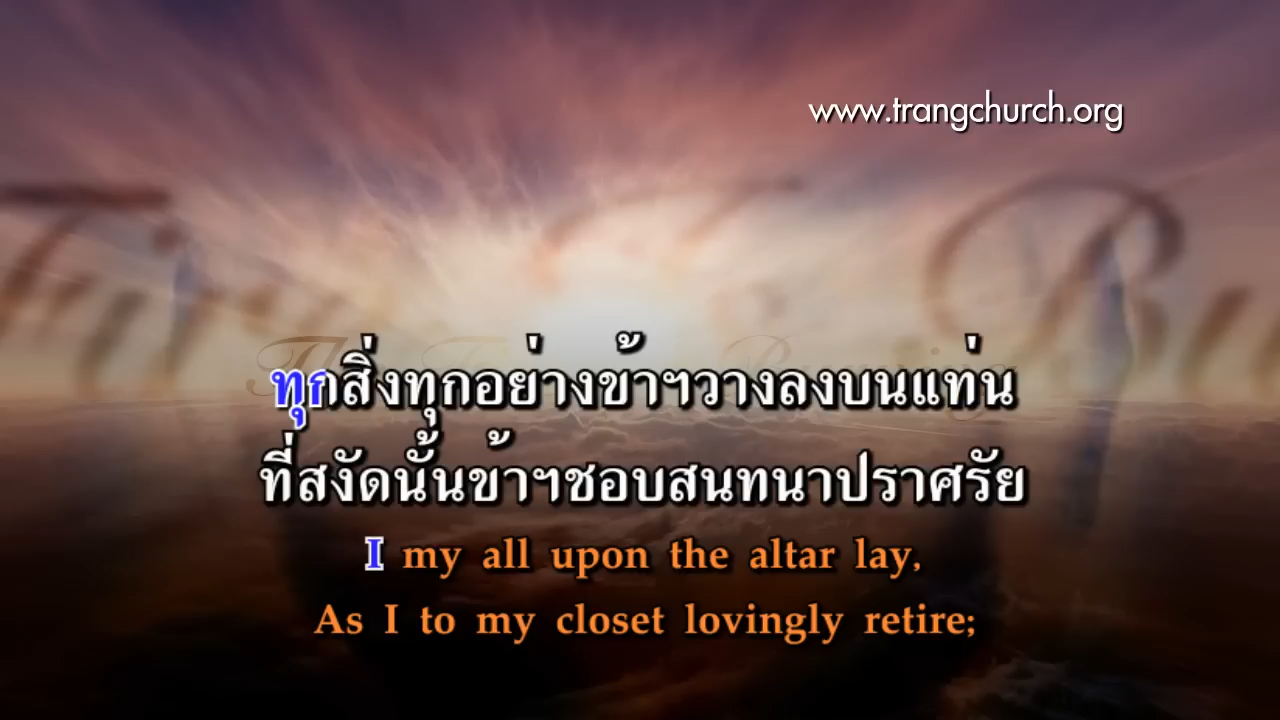 www.trangchurch.org
ทุกสิ่งทุกอย่างข้าฯวางลงบนแท่น
ที่สงัดนั้นข้าฯชอบสนทนาปราศรัย
I my all upon the altar lay,
As I to my closet lovingly retire;